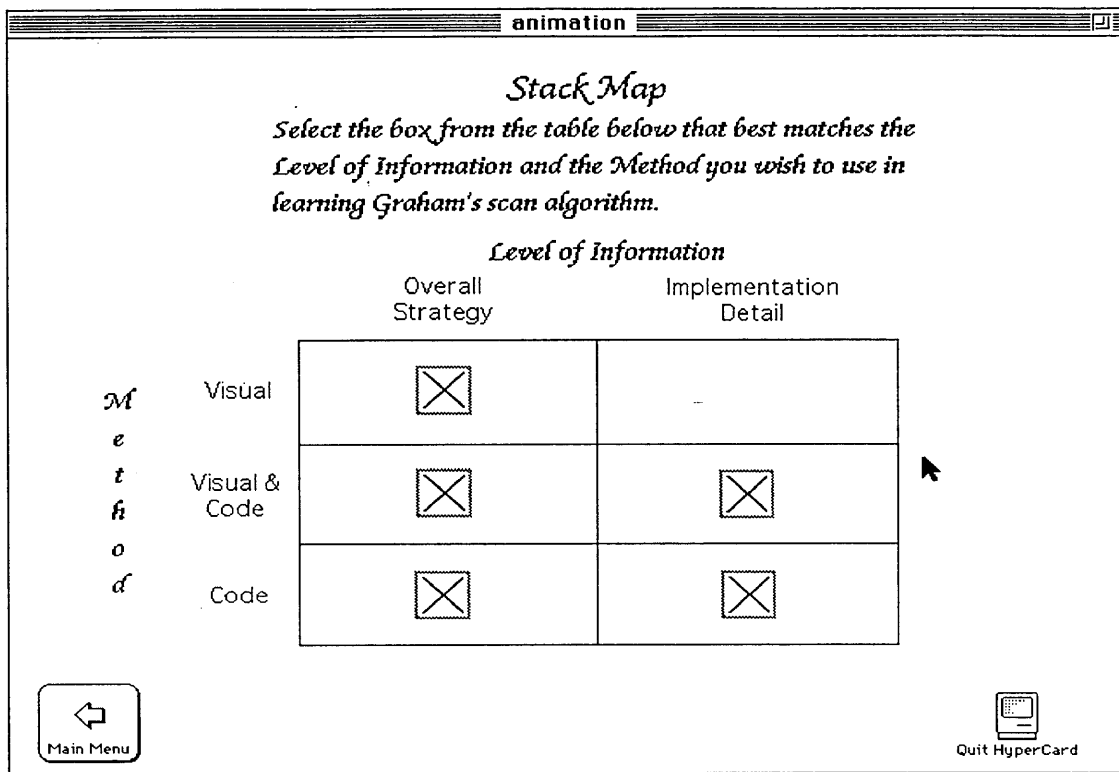 animation
Stack Map
Select the box from the table below that best matches the
Level of Information and the Method you wish to use in
learning Graham's scan algorithm.
Level of Information
Overall
Strategy
Implementation
Detail
Method
Visual
Visual &
Code
Code
Main Menu
Quit HyperCard